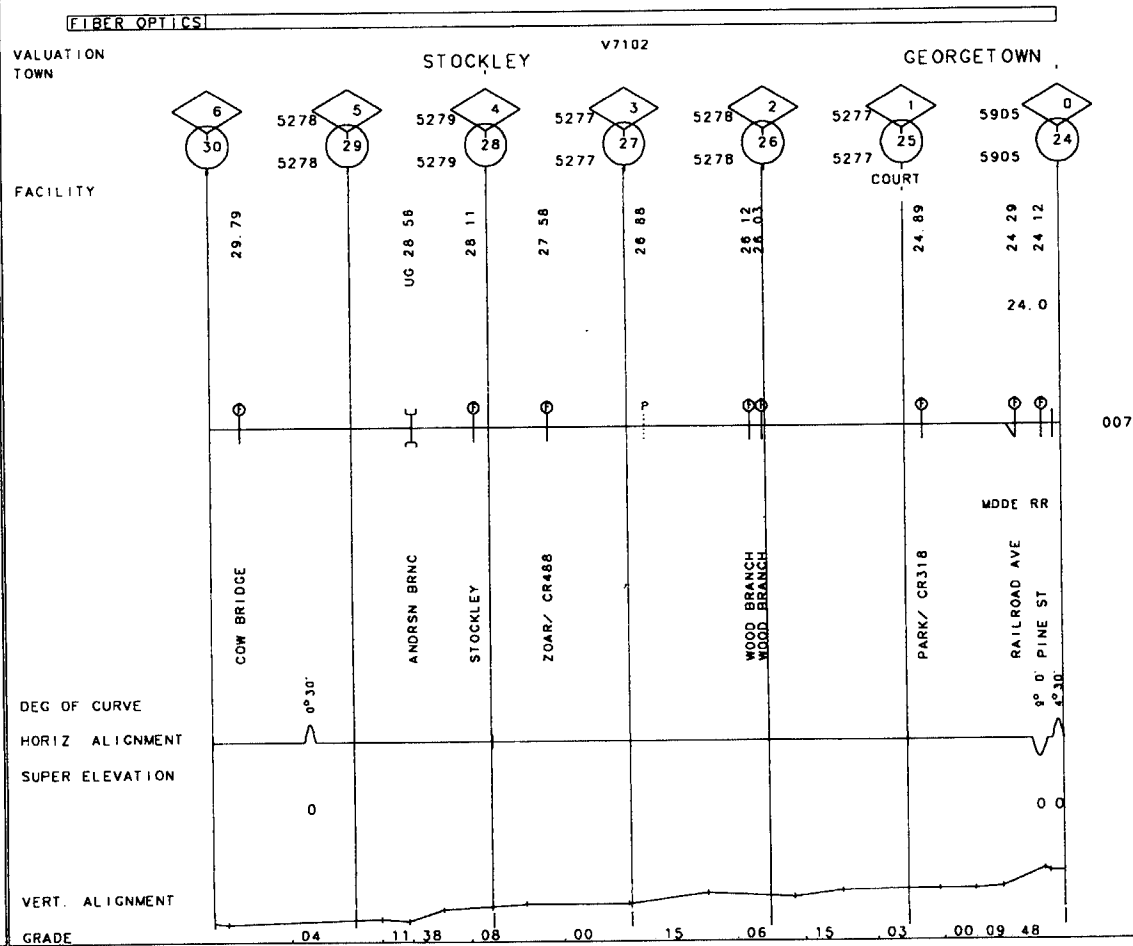 FIBER OPTICS
VALUATION
V7102
TOWN
STOCKLEY
GEORGETOWN
6 5278 5 5279 4 5277 3 5278 2 5277 1 5905 0
30 5278 29 5279 28 5277 27 5278 26 5277 25 5905 24
FACILITY
COURT
29.79
UG 28 58
28 11
27 58
26 88
26 12
26 03
24.89
24 29
24 12
24.0
P
007
MDDE RR
COW BRIDGE
ANDRSN BRNC
STOCKLEY
ZOAR/ CR488
WOOD BRANCH
WOOD BRANCH
PARK/ CR318
RAILROAD AVE
PINE ST
DEG OF CURVE
0°30'
4°30'
HORIZ ALIGNMENT
SUPER ELEVATION
0
0 0
VERT. ALIGNMENT
GRADE
.04 .11 .38 .08 .00 .15 .06 .15 .03 .00 09 48